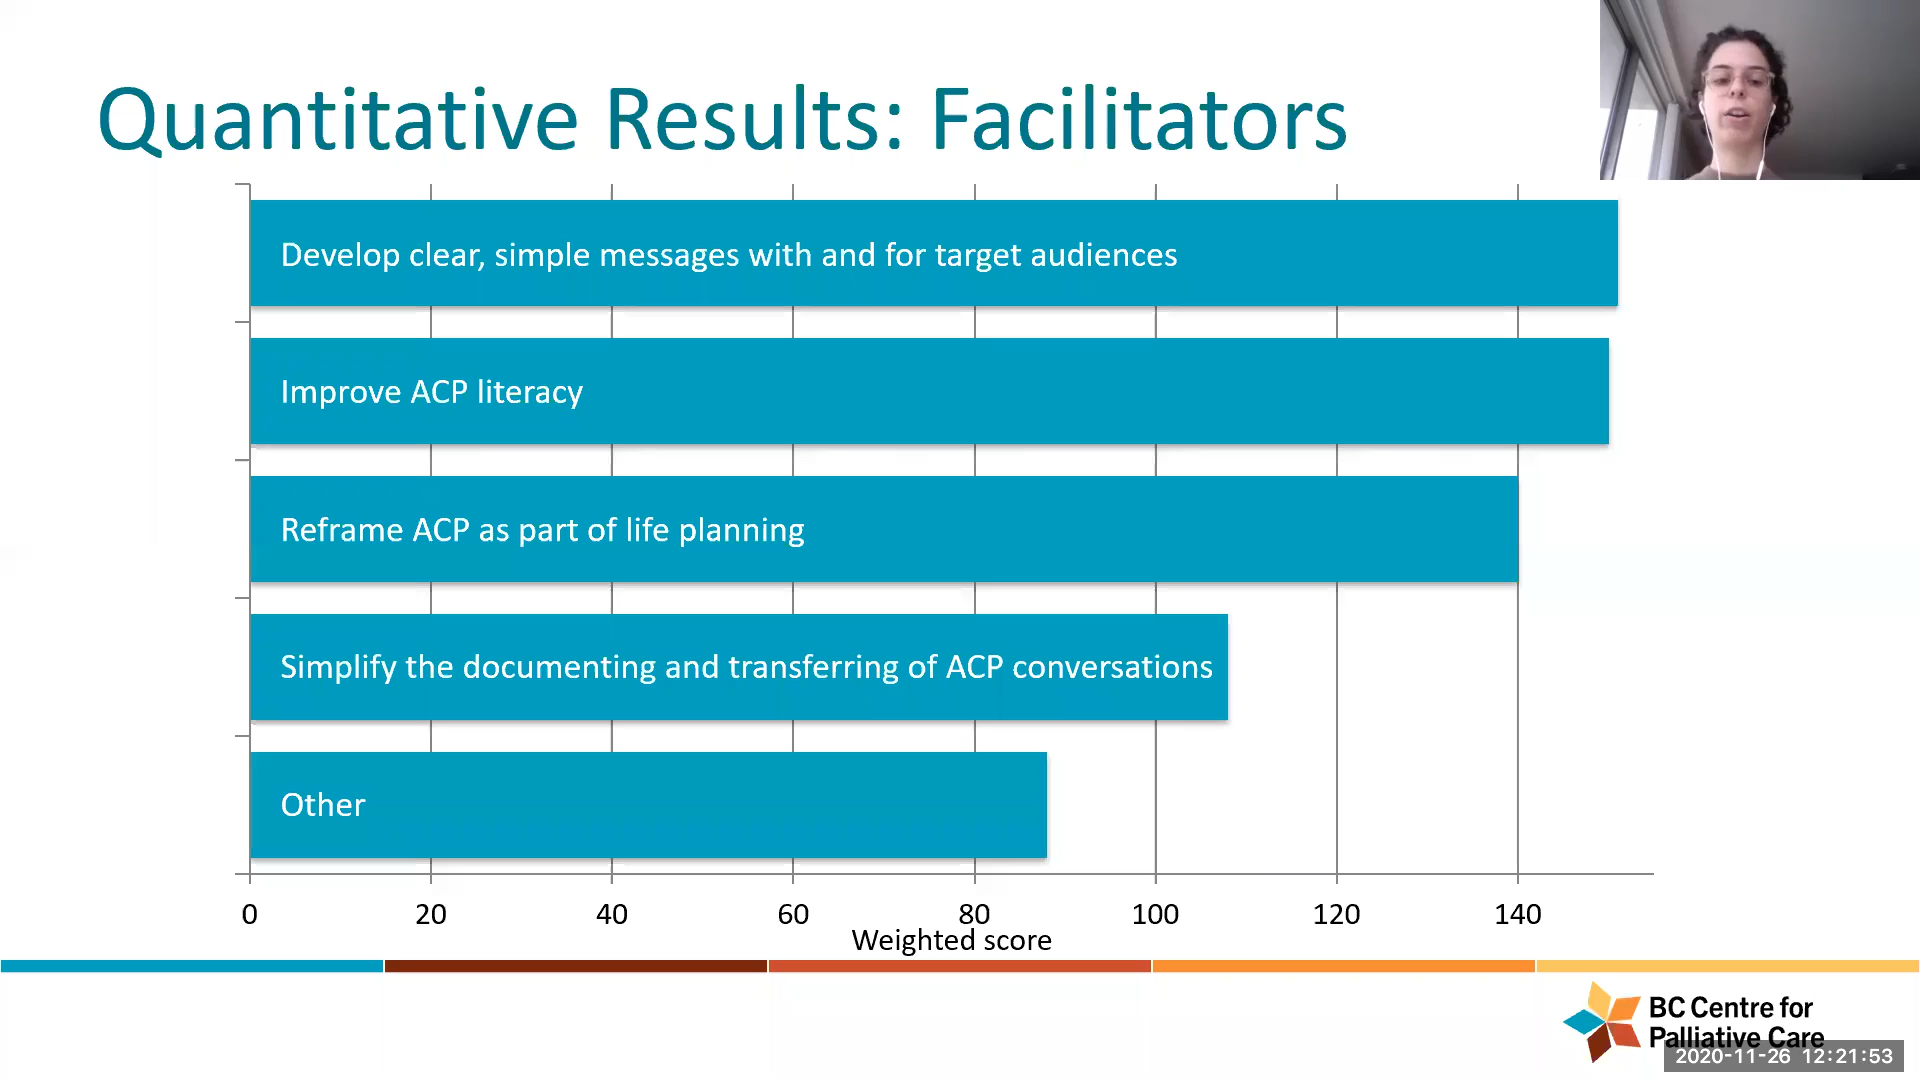 Quantitative Results: Facilitators
Develop clear, simple messages with and for target audiences
Improve ACP literacy
Reframe ACP as part of life planning
Simplify the documenting and transferring of ACP conversations
Other
0 20 40 60 80 100 120 140
Weighted score
BC Centre for
Palliative Care
2020-11-26 12:21:53